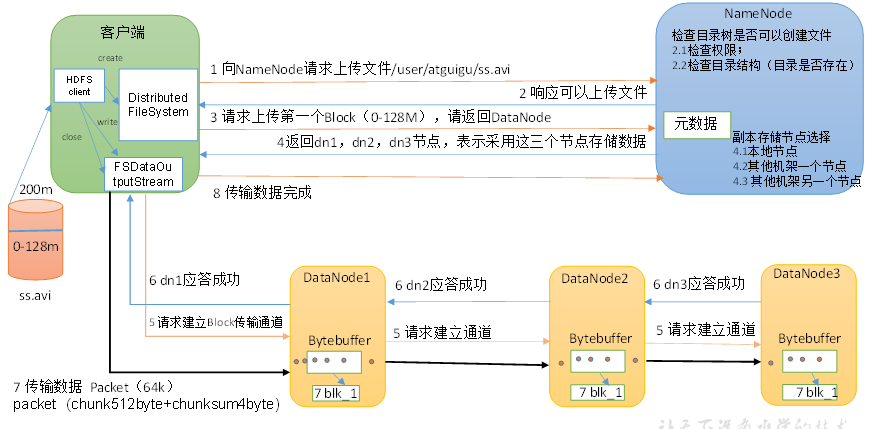 客户端
create
HDFS
client
Distributed
FileSystem
write
close
FSDataOu
tputStream
200m
0-128m
ss.avi
1 向NameNode请求上传文件/user/atguigu/ss.avi
2 响应可以上传文件
3 请求上传第一个Block（0-128M），请返回DataNode
4返回dn1，dn2，dn3节点，表示采用这三个节点存储数据
8 传输数据完成
NameNode
检查目录树是否可以创建文件
2.1检查权限；
2.2检查目录结构（目录是否存在）
元数据
副本存储节点选择
4.1本地节点
4.2其他机架一个节点
4.3 其他机架另一个节点
6 dn1应答成功
5请求建立Block传输通道
DataNode1
Bytebuffer
7 blk_1
6 dn2应答成功
5 请求建立通道
DataNode2
Bytebuffer
7 blk_1
6 dn3应答成功
5 请求建立通道
DataNode3
Bytebuffer
7 blk_1
7 传输数据 Packet（64k）
packet（chunk512byte+chunksum4byte）